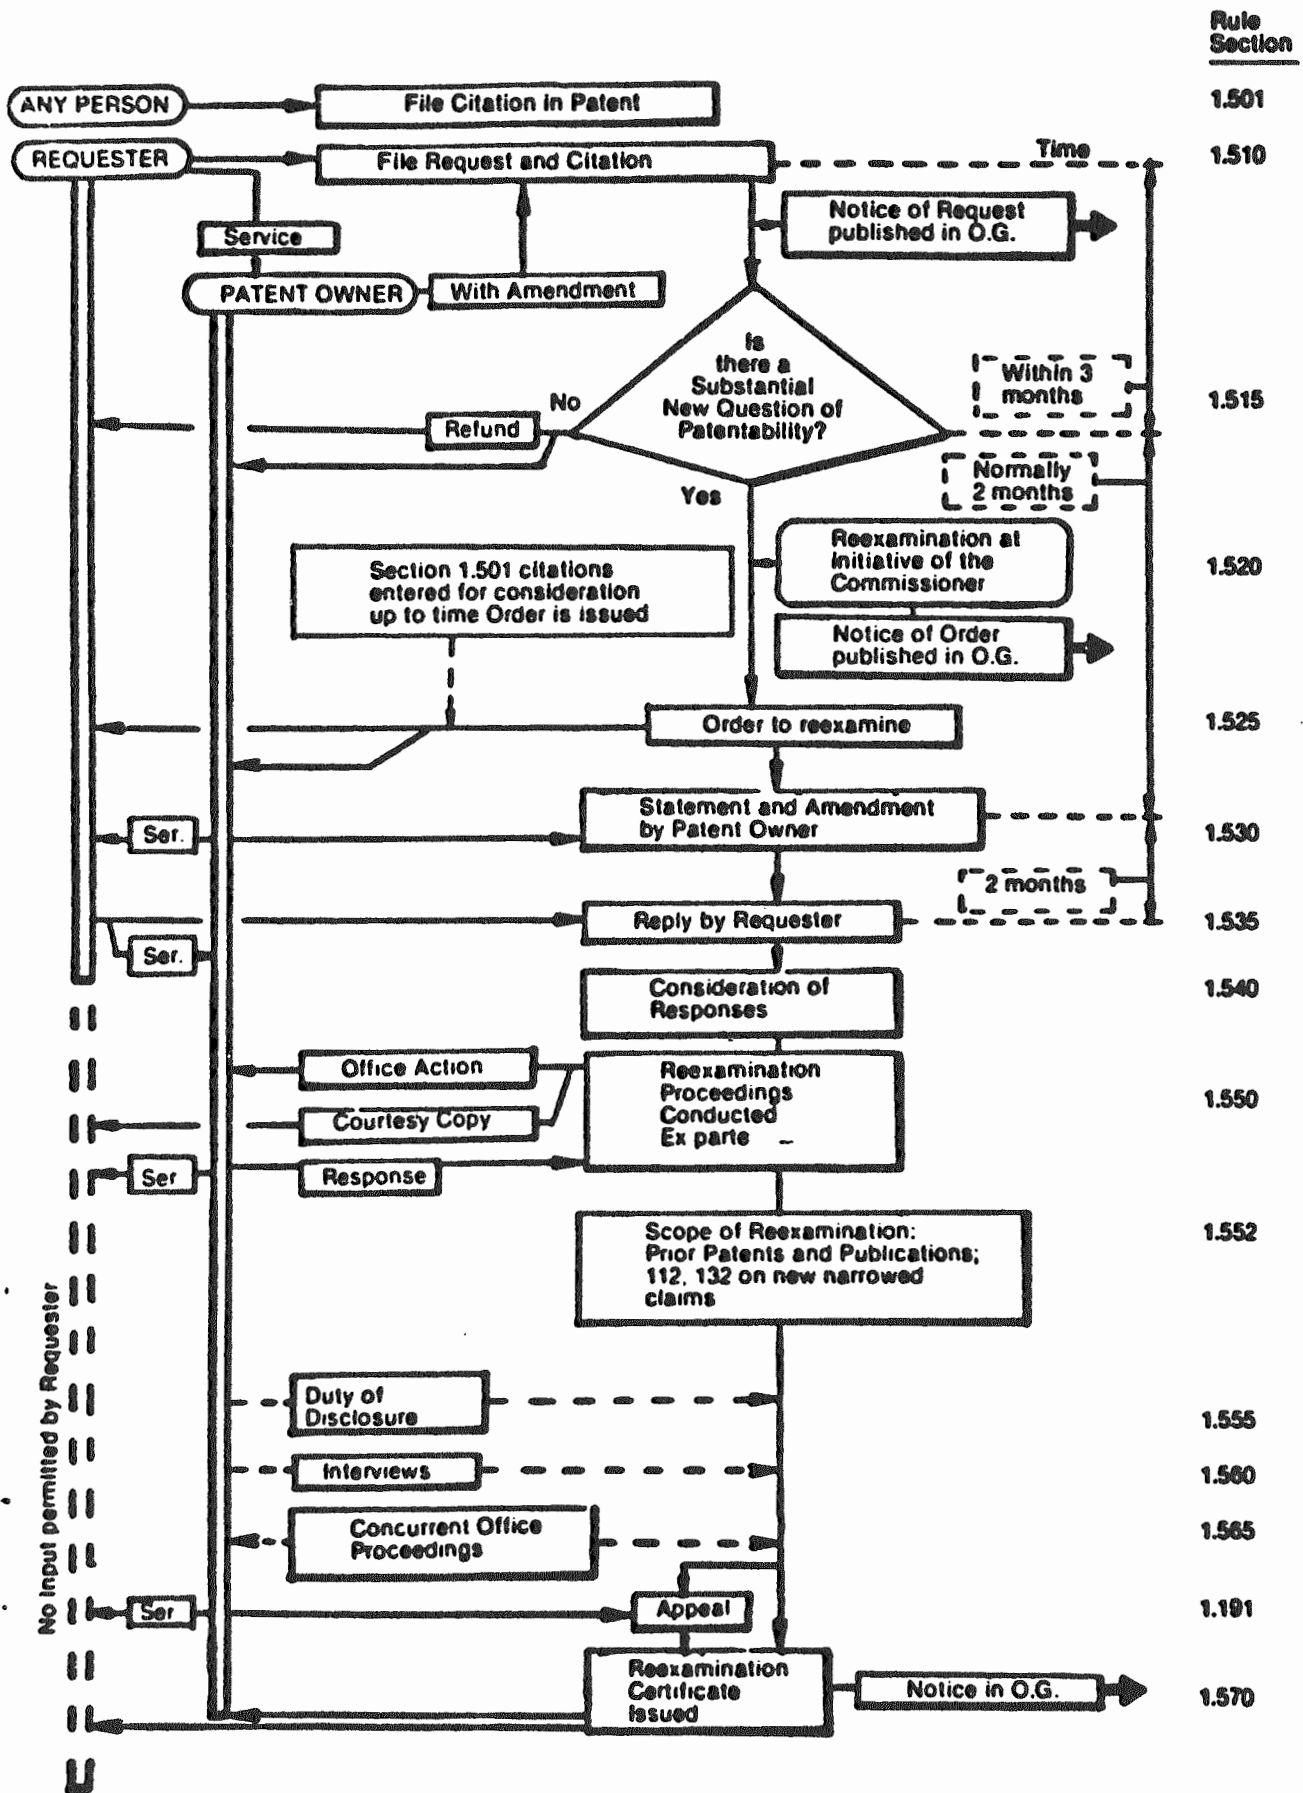 Rule
Section
ANY PERSON
File Citation in Patent
1.501
REQUESTER
File Request and Citation
Time
1.510
Notice of Request
published in O.G.
Service
PATENT OWNER
With Amendment
Is
there a
Substantial
New Question of
Patentability?
Within 3
months
1.515
No
Refund
Normally
2 months
Yes
Section 1.501 citations
entered for consideration
up to time Order is issued
Reexamination at
Initiative of the
Commissioner
1.520
Notice of Order
published in O.G.
Order to reexamine
1.525
Statement and Amendment
by Patent Owner
Ser.
1.530
2 months
Reply by Requester
1.535
Ser.
Consideration of
Responses
1.540
Office Action
Reexamination
Proceedings
Conducted
Ex parte
1.550
Courtesy Copy
Ser
Response
Scope of Reexamination:
Prior Patents and Publications;
112, 132 on new narrowed
claims
1.552
No input permitted by Requester
Duty of
Disclosure
1.555
Interviews
1.560
Concurrent Office
Proceedings
1.565
Ser
Appeal
1.191
Reexamination
Certificate
Issued
Notice in O.G.
1.570